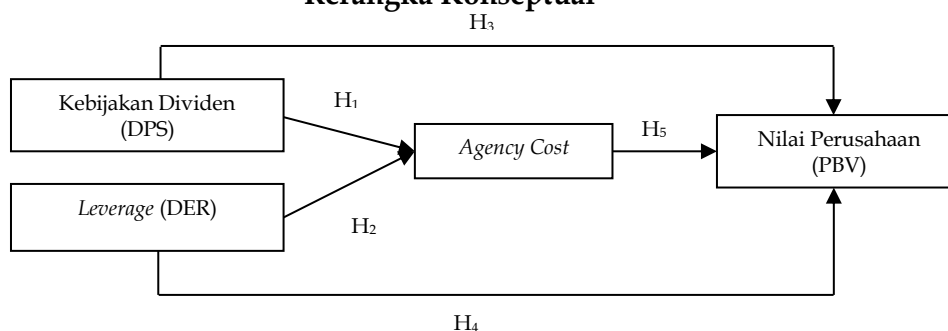 Kerangka Konseptual
H3
Kebijakan Dividen
(DPS)
H1
Agency Cost
H5
Nilai Perusahaan
(PBV)
Leverage (DER)
H2
H4